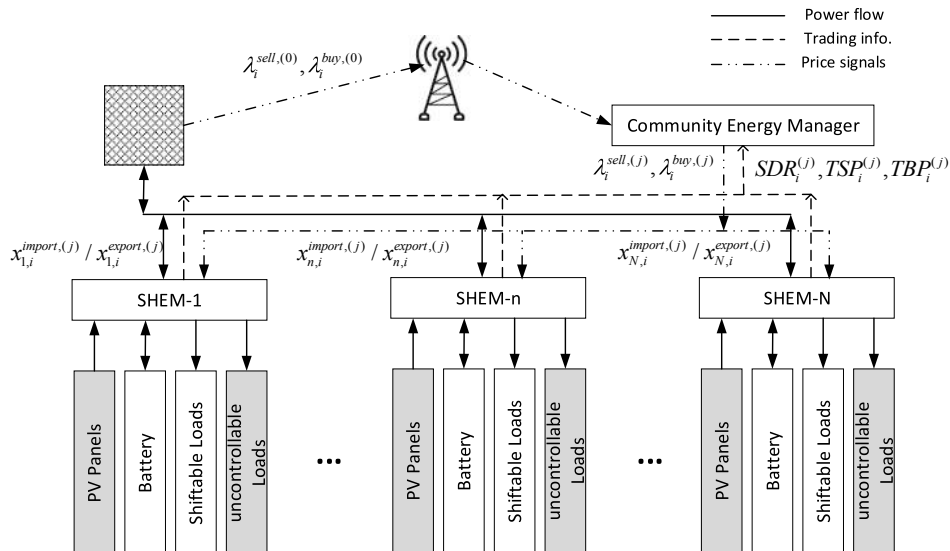 Power flow
Trading info.
Price signals
λ_i^{sell,(0)}, λ_i^{buy,(0)}
Community Energy Manager
λ_i^{sell,(j)}, λ_i^{buy,(j)}
SDR_i^{(j)}, TSP_i^{(j)}, TBP_i^{(j)}
x_{1,i}^{import,(j)} / x_{1,i}^{export,(j)}
x_{n,i}^{import,(j)} / x_{n,i}^{export,(j)}
x_{N,i}^{import,(j)} / x_{N,i}^{export,(j)}
SHEM-1
SHEM-n
SHEM-N
PV Panels
Battery
Shiftable Loads
uncontrollable
Loads
...
PV Panels
Battery
Shiftable Loads
uncontrollable
Loads
...
PV Panels
Battery
Shiftable Loads
uncontrollable
Loads